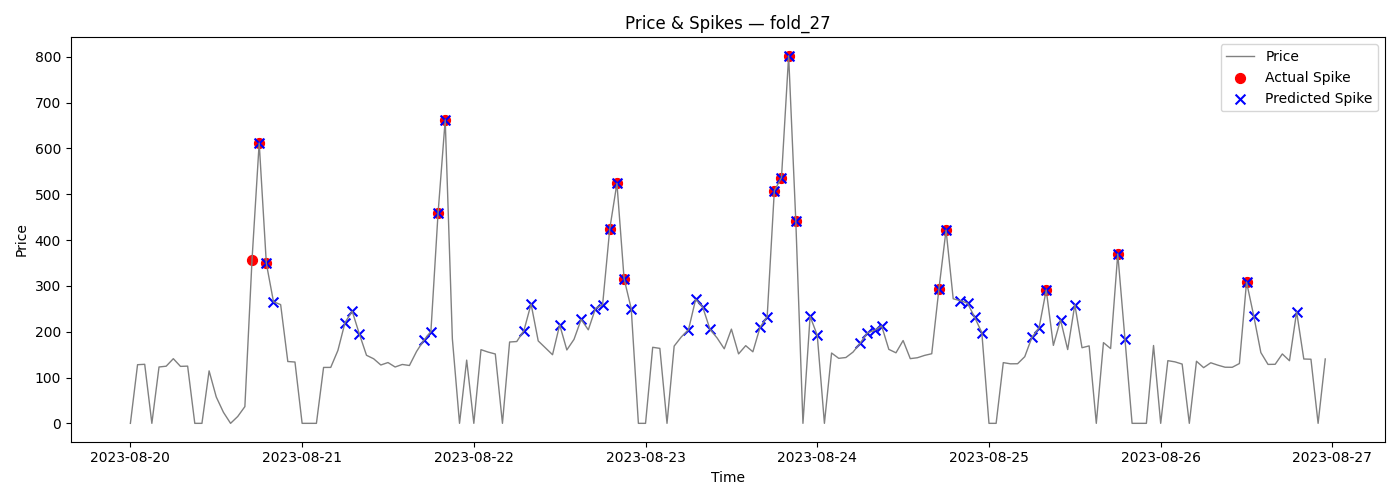 Price & Spikes — fold_27
Price
Actual Spike
Predicted Spike
800
700
600
500
400
300
200
100
0
Price
2023-08-20
2023-08-21
2023-08-22
2023-08-23
2023-08-24
2023-08-25
2023-08-26
2023-08-27
Time